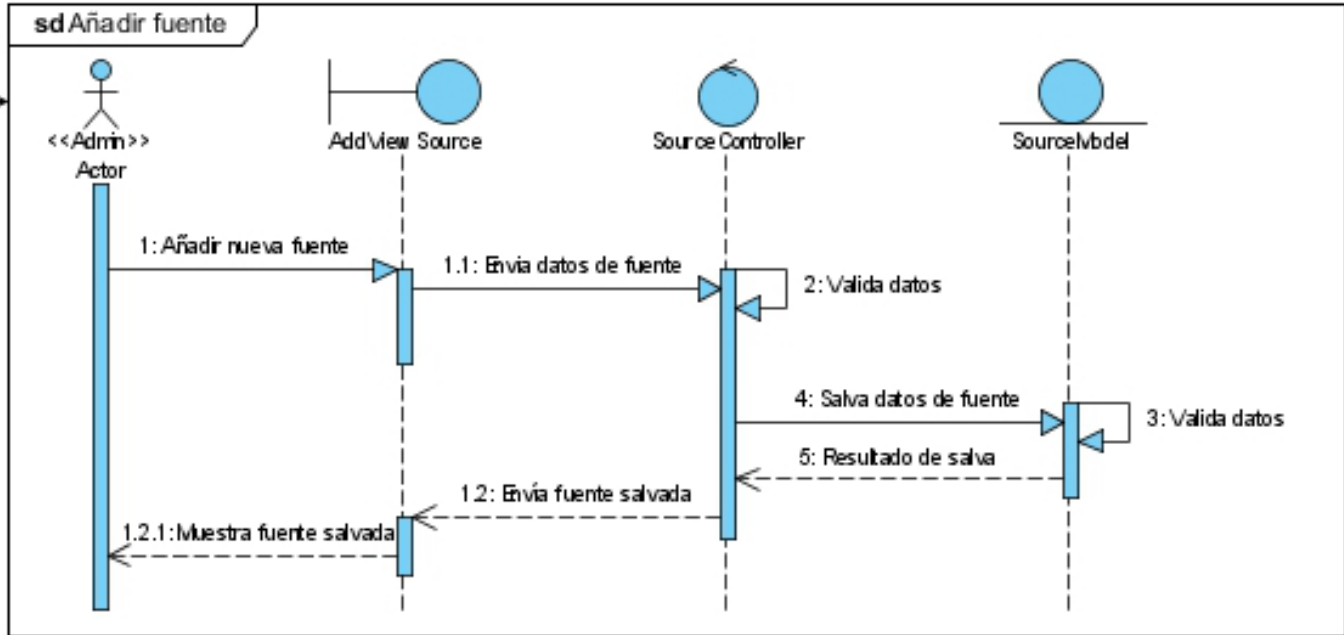 sd Añadir fuente
<<Admin>>
Actor
AddView Source
SourceController
SourceModel
1: Añadir nueva fuente
1.1: Envia datos de fuente
2: Valida datos
4: Salva datos de fuente
3: Valida datos
5: Resultado de salva
1.2: Envía fuente salvada
1.2.1: Muestra fuente salvada